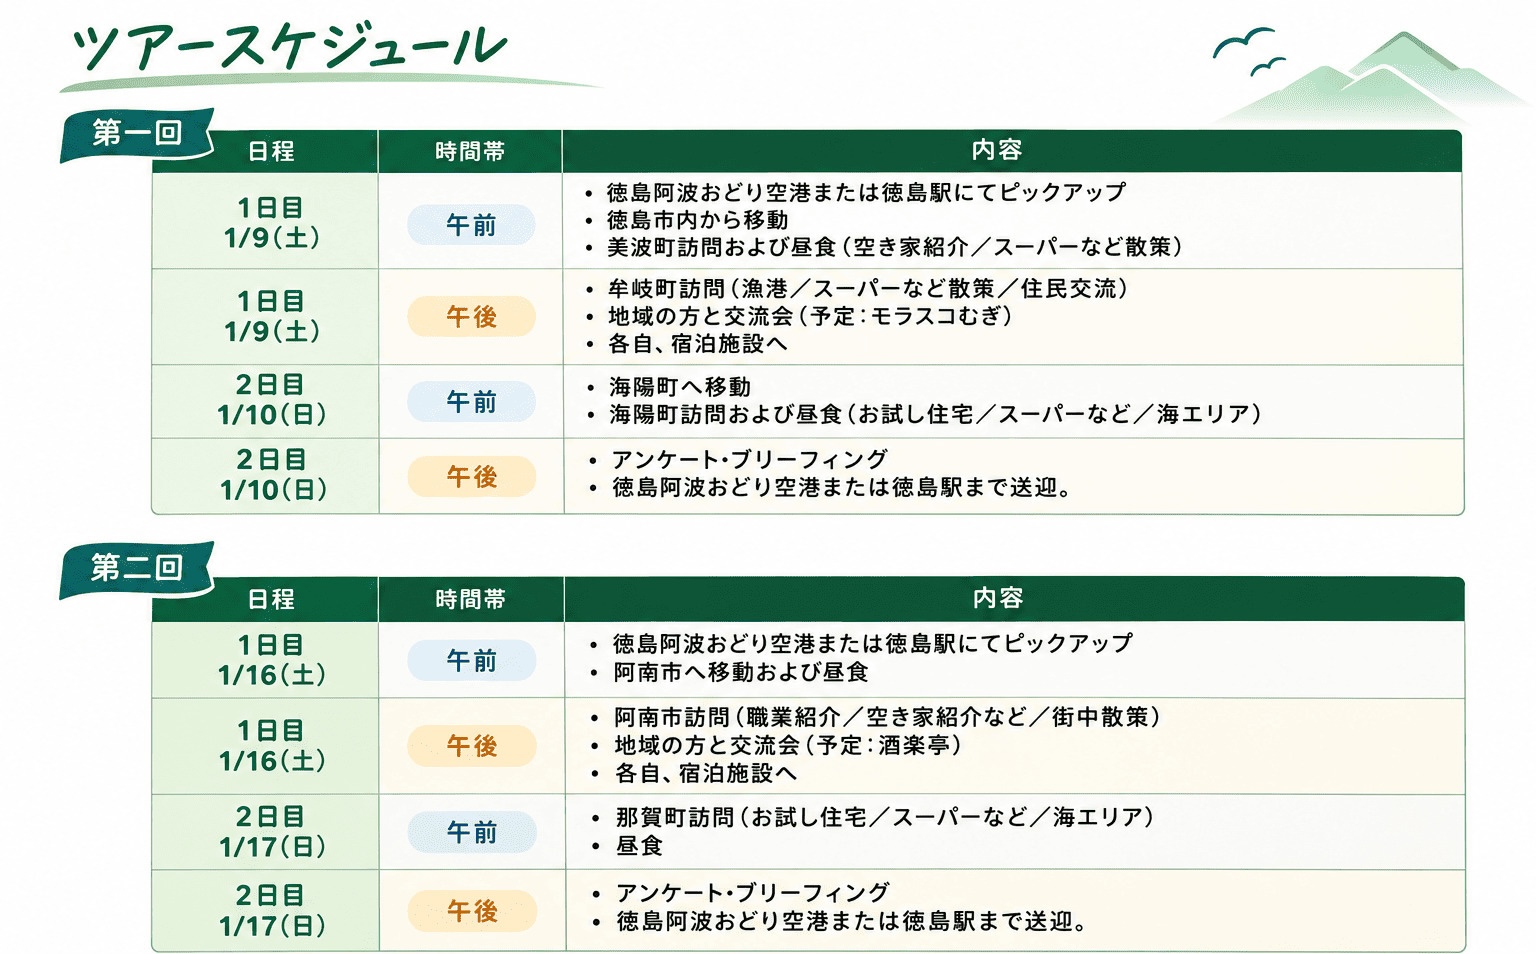 ツアースケジュール
第一回
日程 時間帯 内容
1日目
1/9(土)
午前
• 徳島阿波おどり空港または徳島駅にてピックアップ
• 徳島市内から移動
• 美波町訪問および昼食(空き家紹介／スーパーなど散策)
1日目
1/9(土)
午後
• 牟岐町訪問(漁港／スーパーなど散策／住民交流)
• 地域の方と交流会(予定：モラスコむぎ)
• 各自、宿泊施設へ
2日目
1/10(日)
午前
• 海陽町へ移動
• 海陽町訪問および昼食(お試し住宅／スーパーなど／海エリア)
2日目
1/10(日)
午後
• アンケート・ブリーフィング
• 徳島阿波おどり空港または徳島駅まで送迎。
第二回
日程 時間帯 内容
1日目
1/16(土)
午前
• 徳島阿波おどり空港または徳島駅にてピックアップ
• 阿南市へ移動および昼食
1日目
1/16(土)
午後
• 阿南市訪問(職業紹介／空き家紹介など／街中散策)
• 地域の方と交流会(予定：酒楽亭)
• 各自、宿泊施設へ
2日目
1/17(日)
午前
• 那賀町訪問(お試し住宅／スーパーなど／海エリア)
• 昼食
2日目
1/17(日)
午後
• アンケート・ブリーフィング
• 徳島阿波おどり空港または徳島駅まで送迎。